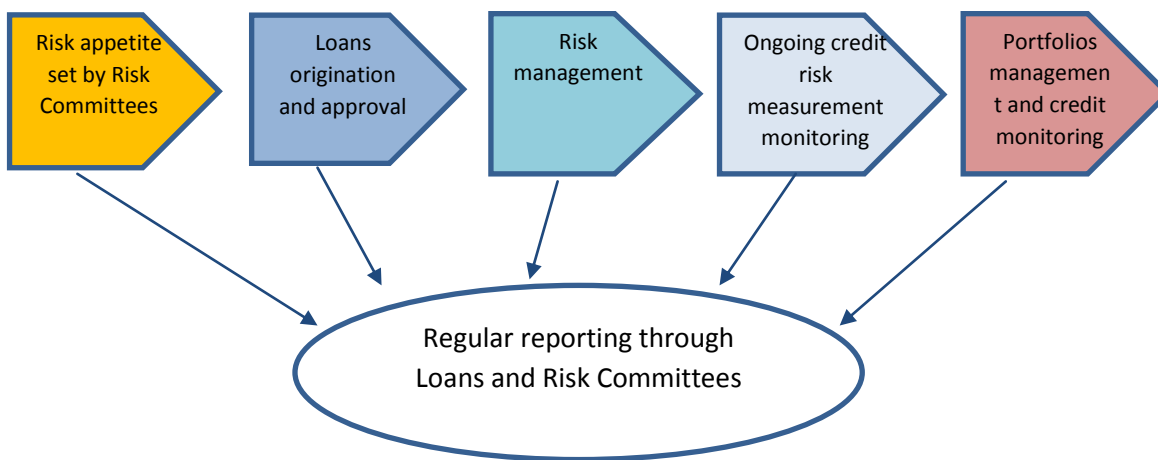 Risk appetite
set by Risk
Committees
Loans
origination
and approval
Risk
management
Ongoing credit
risk
measurement
monitoring
Portfolios
managemen
t and credit
monitoring
Regular reporting through
Loans and Risk Committees